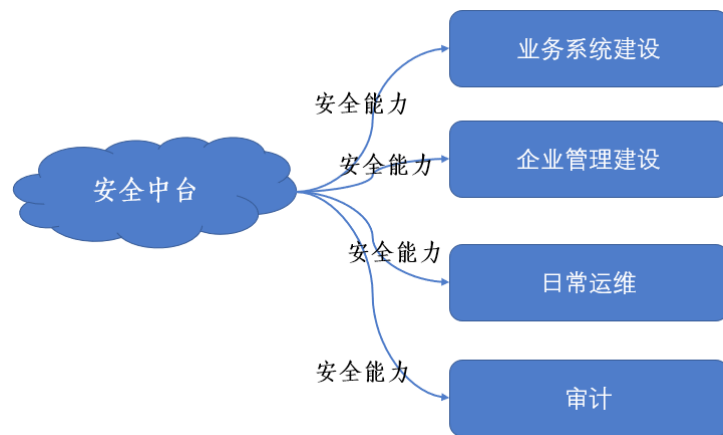 业务系统建设
安全能力
企业管理建设
安全能力
安全中台
安全能力
日常运维
安全能力
审计